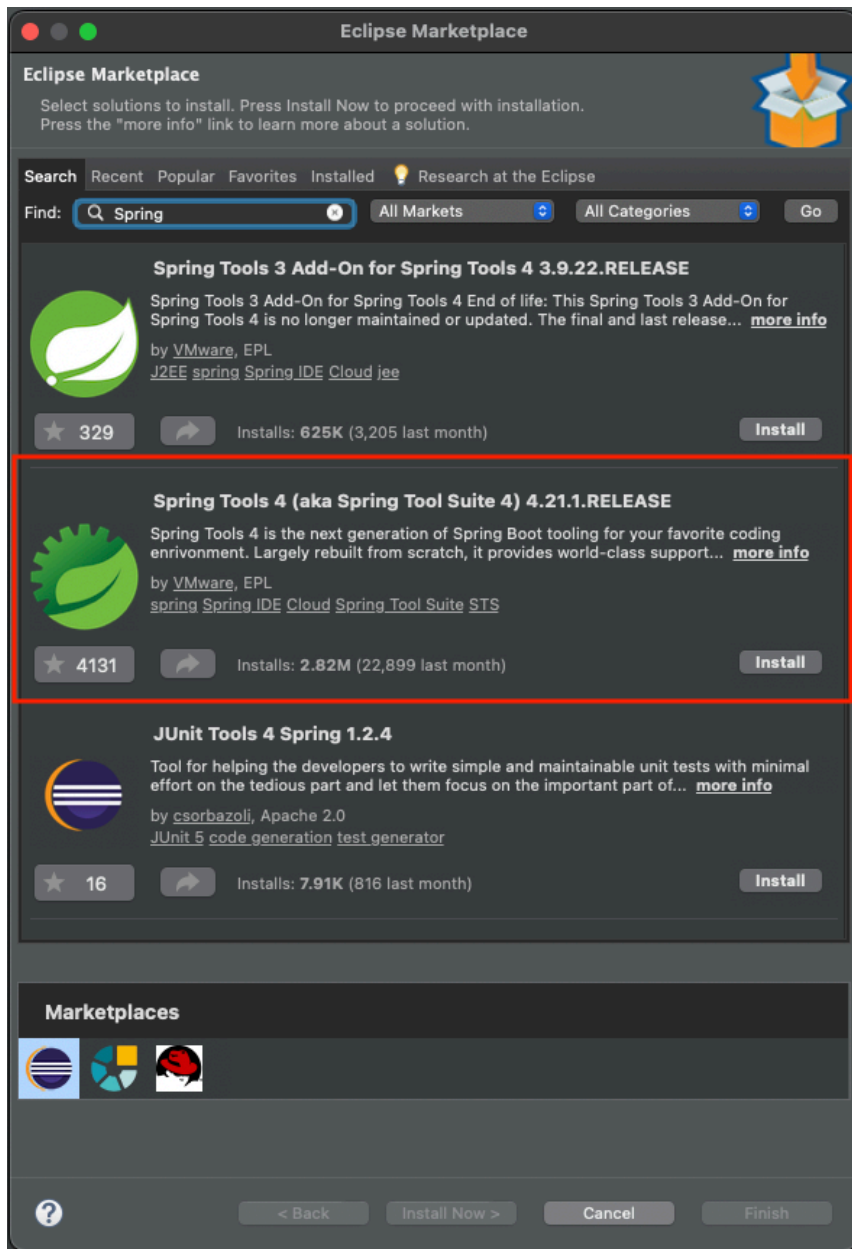 Eclipse Marketplace
Eclipse Marketplace
Select solutions to install. Press Install Now to proceed with installation.
Press the "more info" link to learn more about a solution.
Search Recent Popular Favorites Installed Research at the Eclipse
Find: Spring All Markets All Categories Go
Spring Tools 3 Add-On for Spring Tools 4 3.9.22.RELEASE
Spring Tools 3 Add-On for Spring Tools 4 End of life: This Spring Tools 3 Add-On for
Spring Tools 4 is no longer maintained or updated. The final and last release... more info
by VMware, EPL
J2EE spring Spring IDE Cloud jee
329 Installs: 625K (3,205 last month) Install
Spring Tools 4 (aka Spring Tool Suite 4) 4.21.1.RELEASE
Spring Tools 4 is the next generation of Spring Boot tooling for your favorite coding
enrivonment. Largely rebuilt from scratch, it provides world-class support... more info
by VMware, EPL
spring Spring IDE Cloud Spring Tool Suite STS
4131 Installs: 2.82M (22,899 last month) Install
JUnit Tools 4 Spring 1.2.4
Tool for helping the developers to write simple and maintainable unit tests with minimal
effort on the tedious part and let them focus on the important part of... more info
by csorbazoli, Apache 2.0
JUnit 5 code generation test generator
16 Installs: 7.91K (816 last month) Install
Marketplaces
? < Back Install Now > Cancel Finish